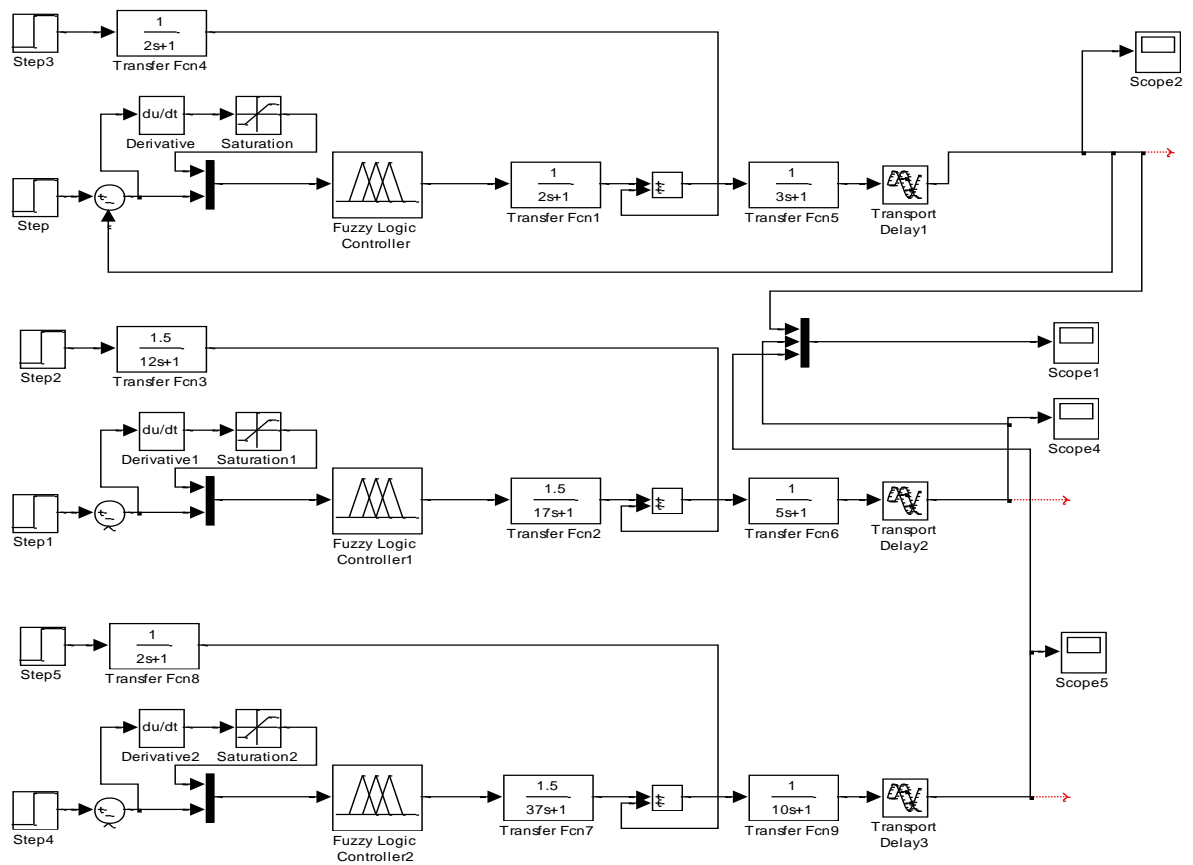 1
2s+1
Step3
Transfer Fcn4
Scope2
du/dt
Derivative
Saturation
Step
Fuzzy Logic
Controller
1
2s+1
Transfer Fcn1
1
3s+1
Transfer Fcn5
Transport
Delay1
1.5
12s+1
Step2
Transfer Fcn3
Scope1
Scope4
du/dt
Derivative1
Saturation1
Step1
Fuzzy Logic
Controller1
1.5
17s+1
Transfer Fcn2
1
5s+1
Transfer Fcn6
Transport
Delay2
1
2s+1
Step5
Transfer Fcn8
Scope5
du/dt
Derivative2
Saturation2
Step4
Fuzzy Logic
Controller2
1.5
37s+1
Transfer Fcn7
1
10s+1
Transfer Fcn9
Transport
Delay3